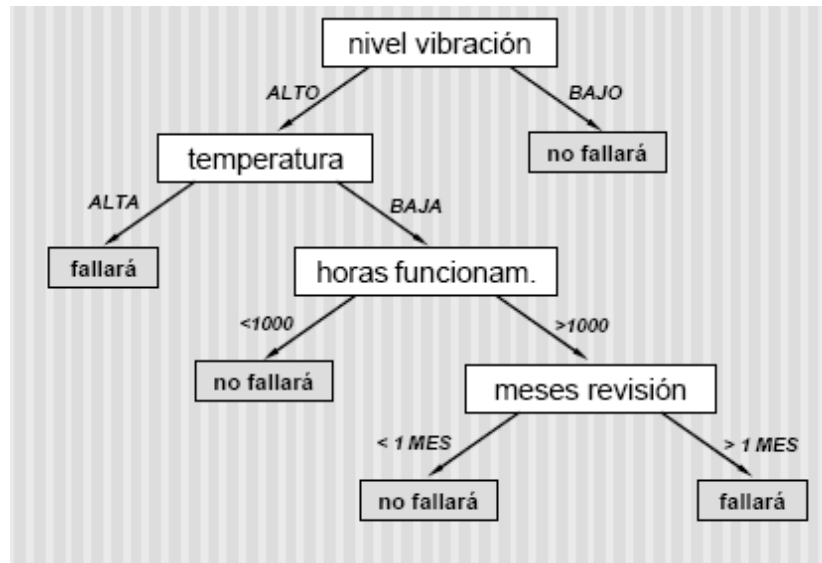 nivel vibración
ALTO
BAJO
temperatura
no fallará
ALTA
BAJA
fallará
horas funcionam.
<1000
>1000
no fallará
meses revisión
< 1 MES
> 1 MES
no fallará
fallará